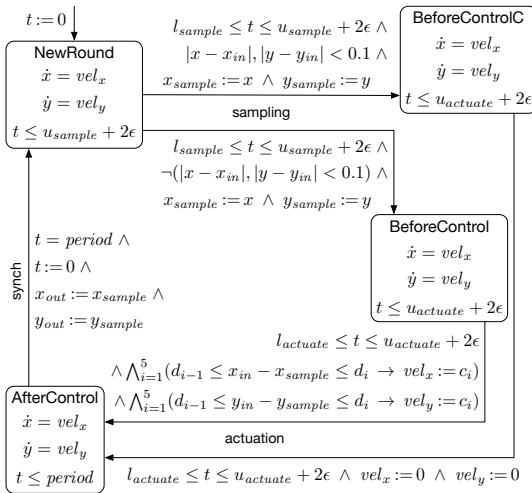 t := 0
NewRound
ẋ = vel_x
ẏ = vel_y
t ≤ u_sample + 2ϵ
l_sample ≤ t ≤ u_sample + 2ϵ ∧
|x − x_in|, |y − y_in| < 0.1 ∧
x_sample := x ∧ y_sample := y
sampling
BeforeControlC
ẋ = vel_x
ẏ = vel_y
t ≤ u_actuate + 2ϵ
l_sample ≤ t ≤ u_sample + 2ϵ ∧
¬(|x − x_in|, |y − y_in| < 0.1) ∧
x_sample := x ∧ y_sample := y
BeforeControl
ẋ = vel_x
ẏ = vel_y
t ≤ u_actuate + 2ϵ
synch
t = period ∧
t := 0 ∧
x_out := x_sample ∧
y_out := y_sample
l_actuate ≤ t ≤ u_actuate + 2ϵ
∧ ⋀_{i=1}^{5}(d_{i−1} ≤ x_in − x_sample ≤ d_i → vel_x := c_i)
∧ ⋀_{i=1}^{5}(d_{i−1} ≤ y_in − y_sample ≤ d_i → vel_y := c_i)
actuation
AfterControl
ẋ = vel_x
ẏ = vel_y
t ≤ period
l_actuate ≤ t ≤ u_actuate + 2ϵ ∧ vel_x := 0 ∧ vel_y := 0